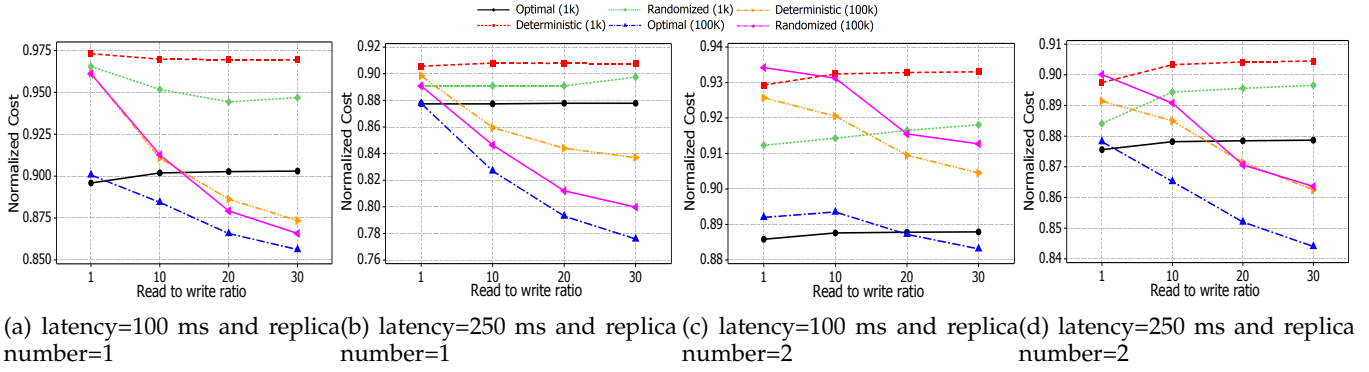 Optimal (1k) Randomized (1k) Deterministic (100k)
Deterministic (1k) Optimal (100K) Randomized (100k)
0.975
0.950
0.925
0.900
0.875
0.850
Normalized Cost
1 10 20 30
Read to write ratio
0.92
0.90
0.88
0.86
0.84
0.82
0.80
0.78
0.76
Normalized Cost
1 10 20 30
Read to write ratio
0.94
0.93
0.92
0.91
0.90
0.89
0.88
Normalized Cost
1 10 20 30
Read to write ratio
0.91
0.90
0.89
0.88
0.87
0.86
0.85
0.84
Normalized Cost
1 10 20 30
Read to write ratio
(a) latency=100 ms and replica
number=1
(b) latency=250 ms and replica
number=1
(c) latency=100 ms and replica
number=2
(d) latency=250 ms and replica
number=2